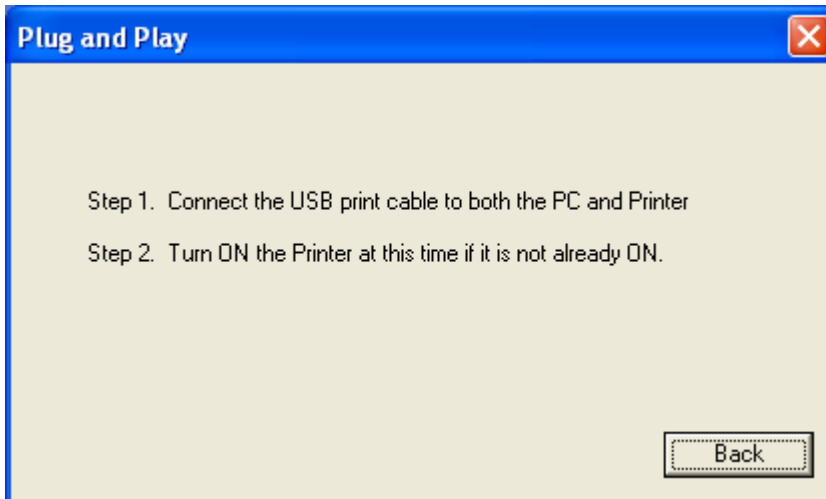 Plug and Play
Step 1. Connect the USB print cable to both the PC and Printer
Step 2. Turn ON the Printer at this time if it is not already ON.
Back